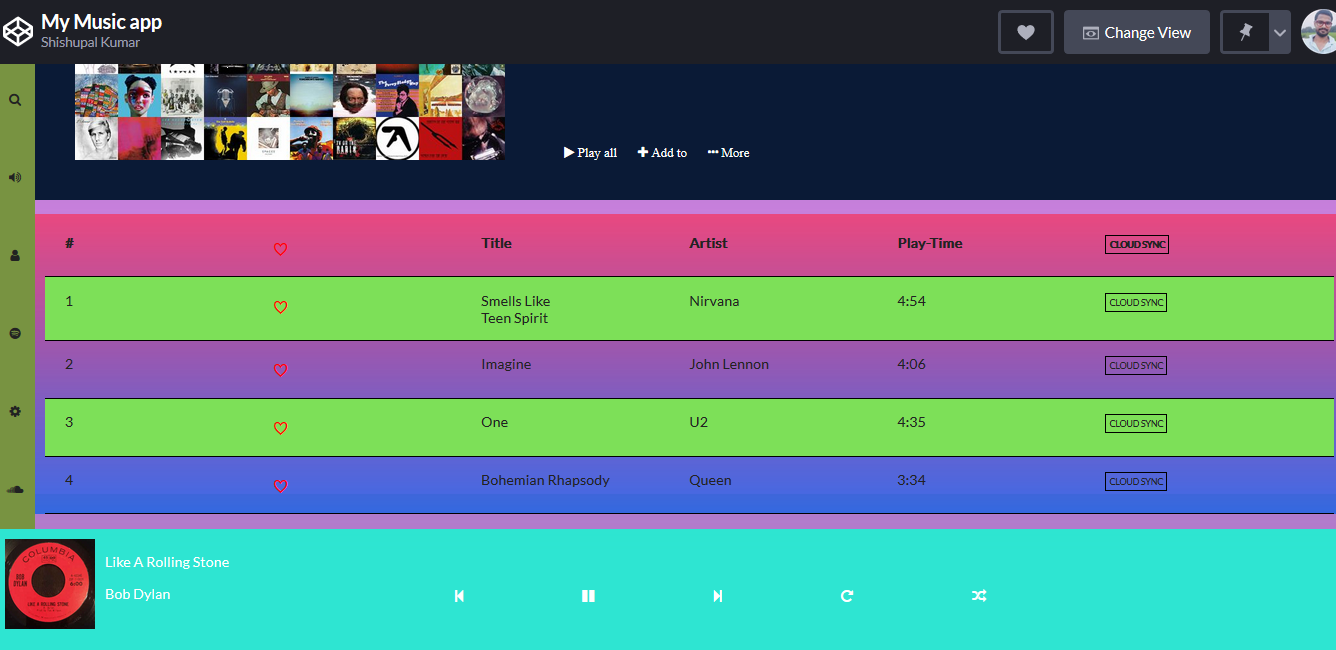 My Music app
Shishupal Kumar
Change View
Play all Add to More
# Title Artist Play-Time CLOUD SYNC
1 Smells Like Nirvana 4:54 CLOUD SYNC
Teen Spirit
2 Imagine John Lennon 4:06 CLOUD SYNC
3 One U2 4:35 CLOUD SYNC
4 Bohemian Rhapsody Queen 3:34 CLOUD SYNC
COLUMBIA
BOB
DYLAN
LIKE A ROLLING STONE
Like A Rolling Stone
Bob Dylan